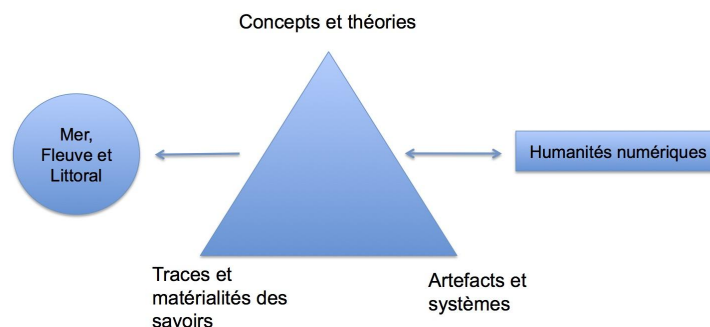 Concepts et théories
Mer,
Fleuve et
Littoral
Humanités numériques
Traces et
matérialités des
savoirs
Artefacts et
systèmes